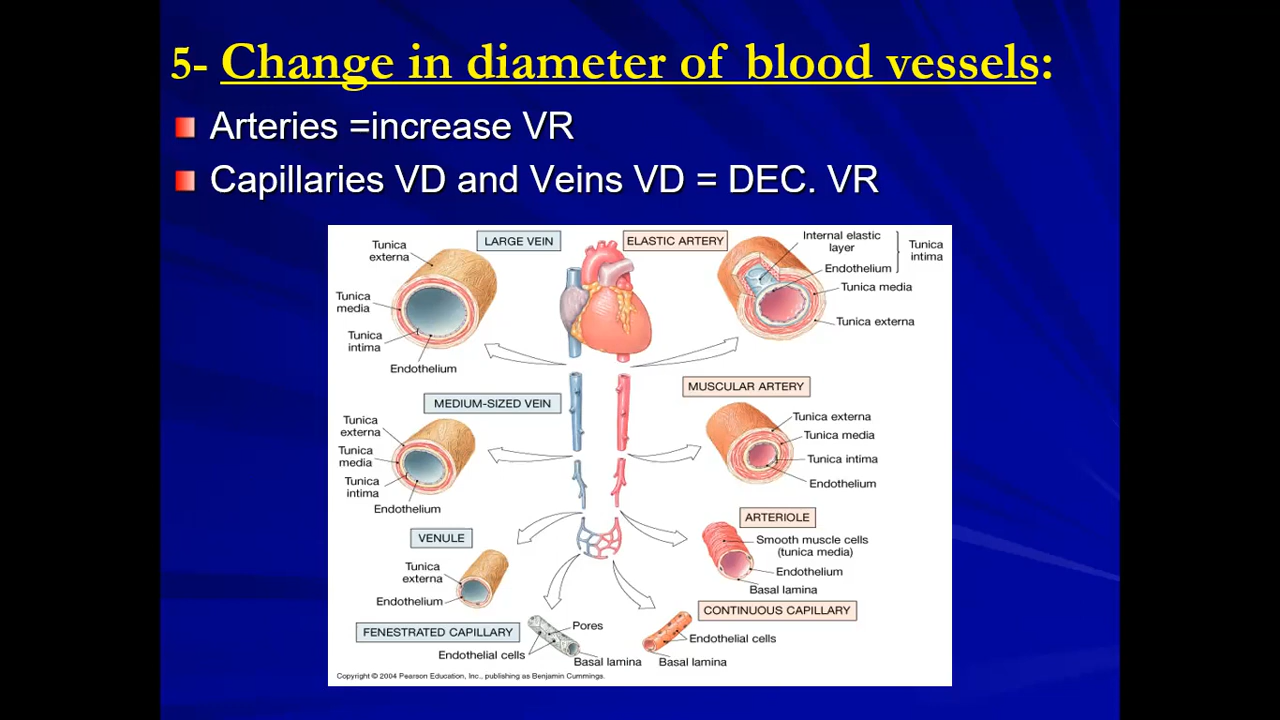 5- Change in diameter of blood vessels:
Arteries =increase VR
Capillaries VD and Veins VD = DEC. VR
LARGE VEIN
Tunica
externa
Tunica
media
Tunica
intima
Endothelium
ELASTIC ARTERY
Internal elastic
layer
Endothelium
Tunica
intima
Tunica media
Tunica externa
MEDIUM-SIZED VEIN
Tunica
externa
Tunica
media
Tunica
intima
Endothelium
MUSCULAR ARTERY
Tunica externa
Tunica media
Tunica intima
Endothelium
VENULE
Tunica
externa
Endothelium
ARTERIOLE
Smooth muscle cells
(tunica media)
Endothelium
Basal lamina
FENESTRATED CAPILLARY
Pores
Endothelial cells
Basal lamina
CONTINUOUS CAPILLARY
Endothelial cells
Basal lamina
Copyright © 2004 Pearson Education, Inc., publishing as Benjamin Cummings.